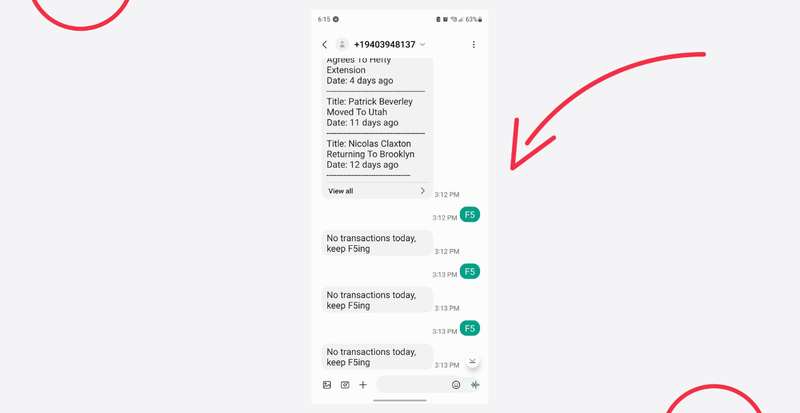 6:15
63%
+19403948137
Agrees To Hefty
Extension
Date: 4 days ago
------------------------------------
Title: Patrick Beverley
Moved To Utah
Date: 11 days ago
------------------------------------
Title: Nicolas Claxton
Returning To Brooklyn
Date: 12 days ago
------------------------------
View all
3:12 PM
3:12 PM F5
No transactions today,
keep F5ing
3:12 PM
3:13 PM F5
No transactions today,
keep F5ing
3:13 PM
3:13 PM F5
No transactions today,
keep F5ing
3:13 PM